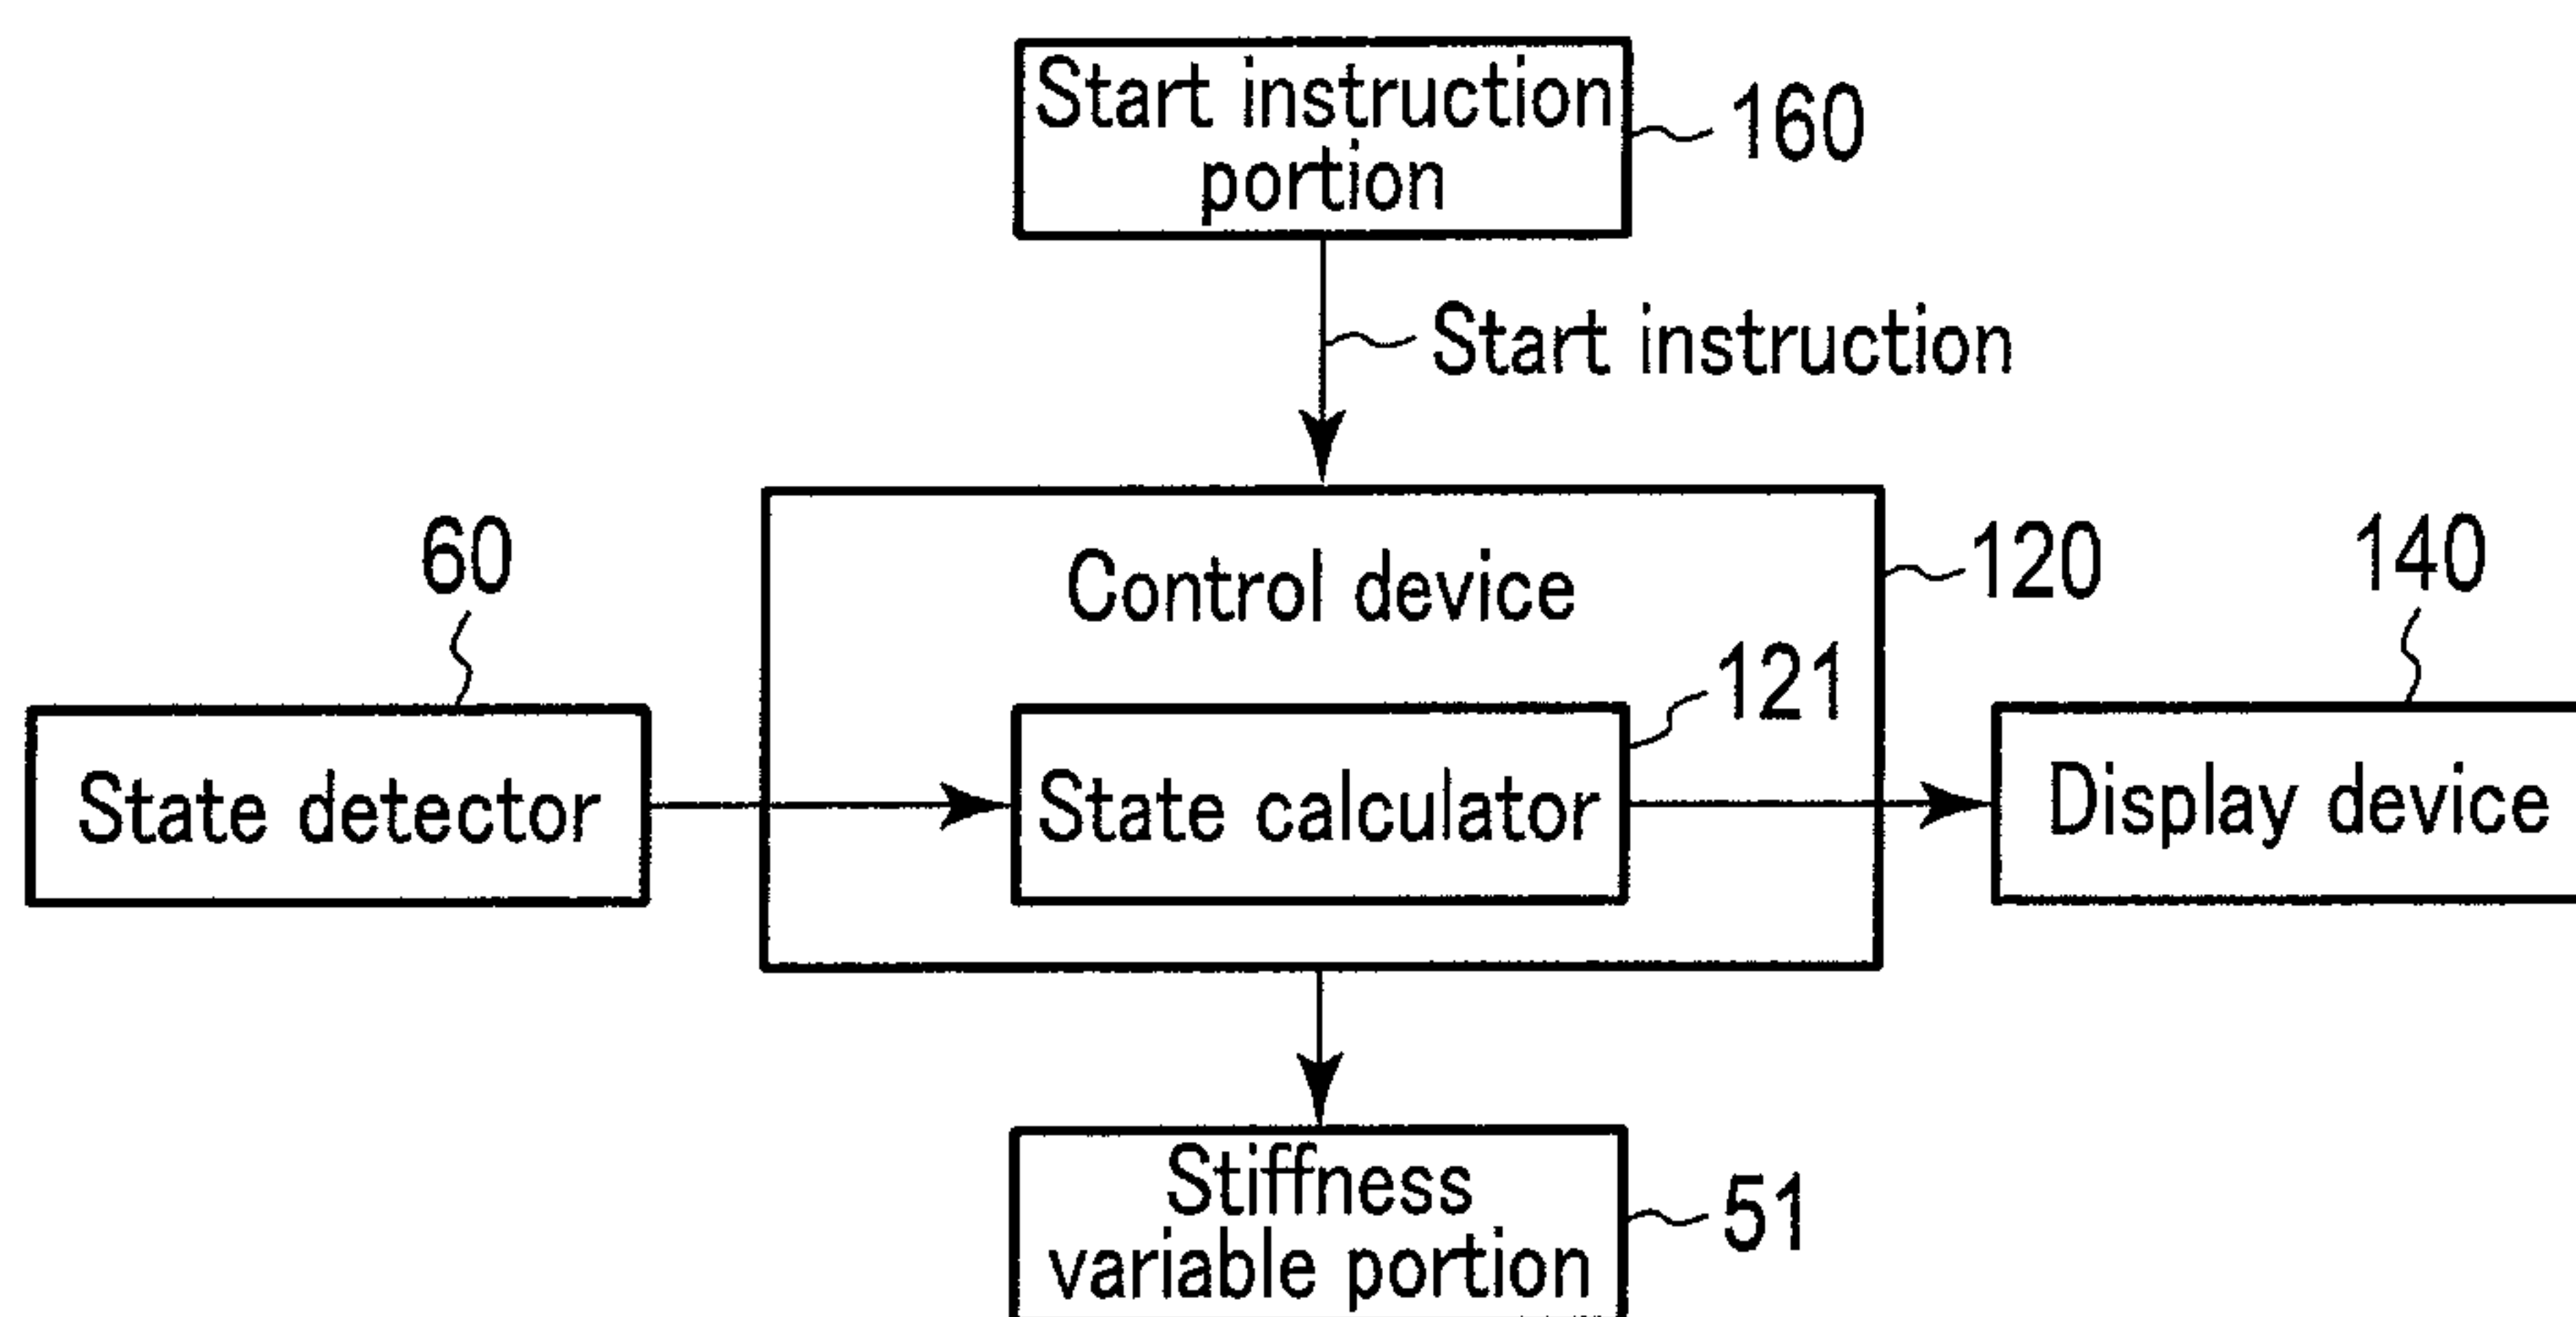 Start instruction
portion
160
Start instruction
60
Control device
120
140
121
State detector
State calculator
Display device
Stiffness
variable portion
51